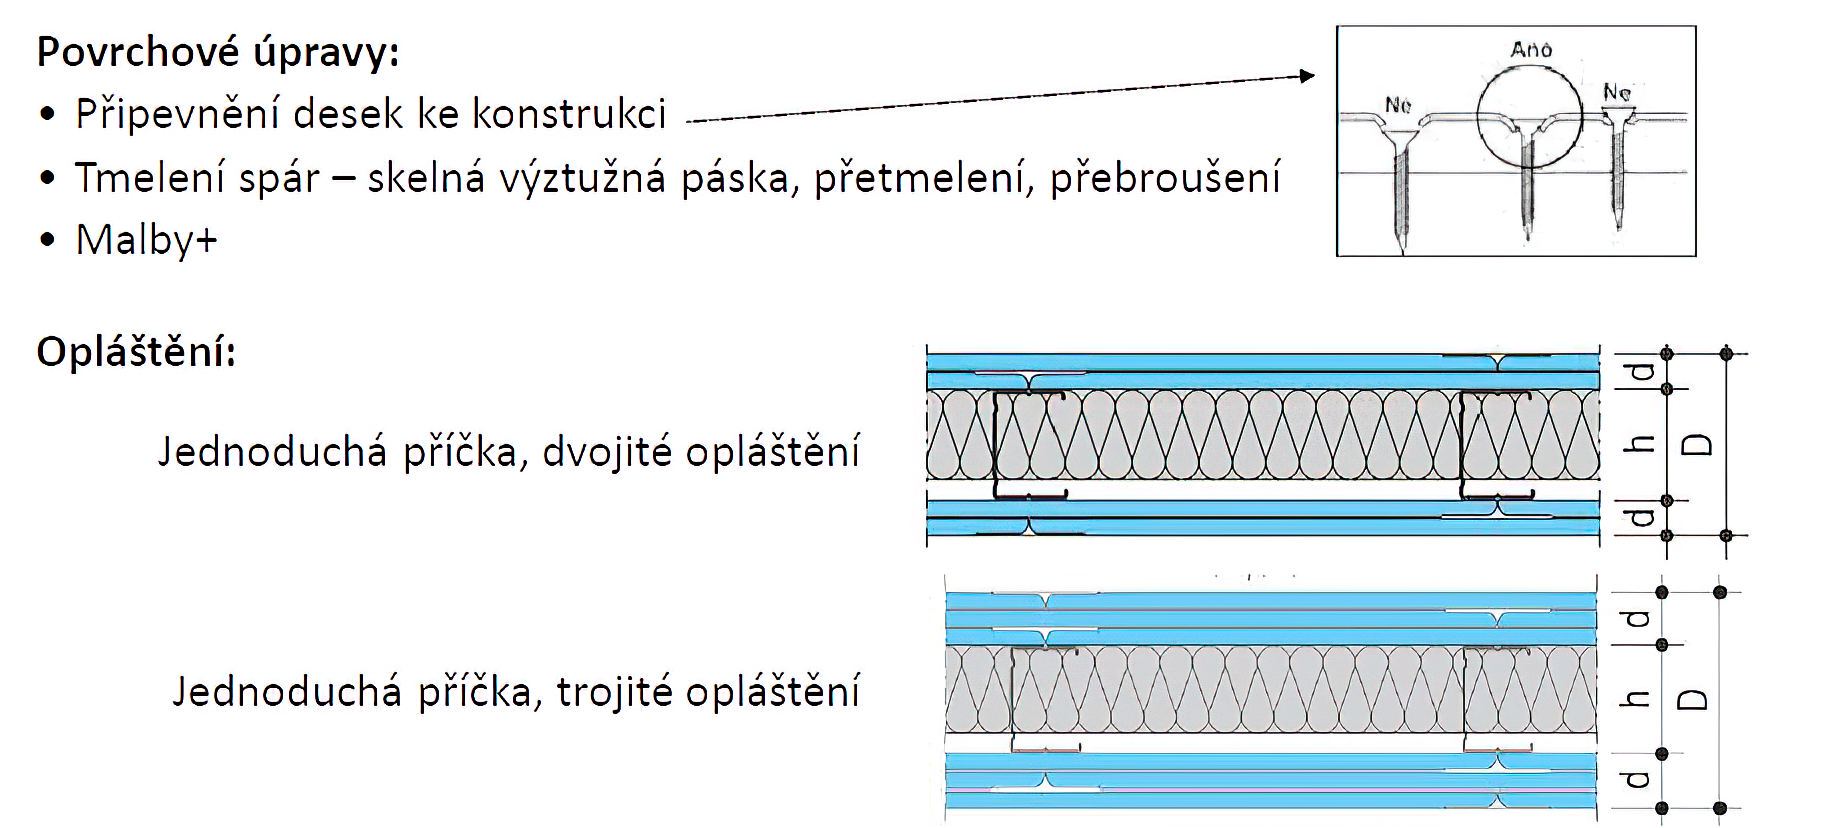 Povrchové úpravy:
• Připevnění desek ke konstrukci
• Tmelení spár – skelná výztužná páska, přetmelení, přebroušení
• Malby+
Ne
Ano
Ne
Opláštění:
Jednoduchá příčka, dvojité opláštění
d
h
d
D
Jednoduchá příčka, trojité opláštění
d
h
d
D